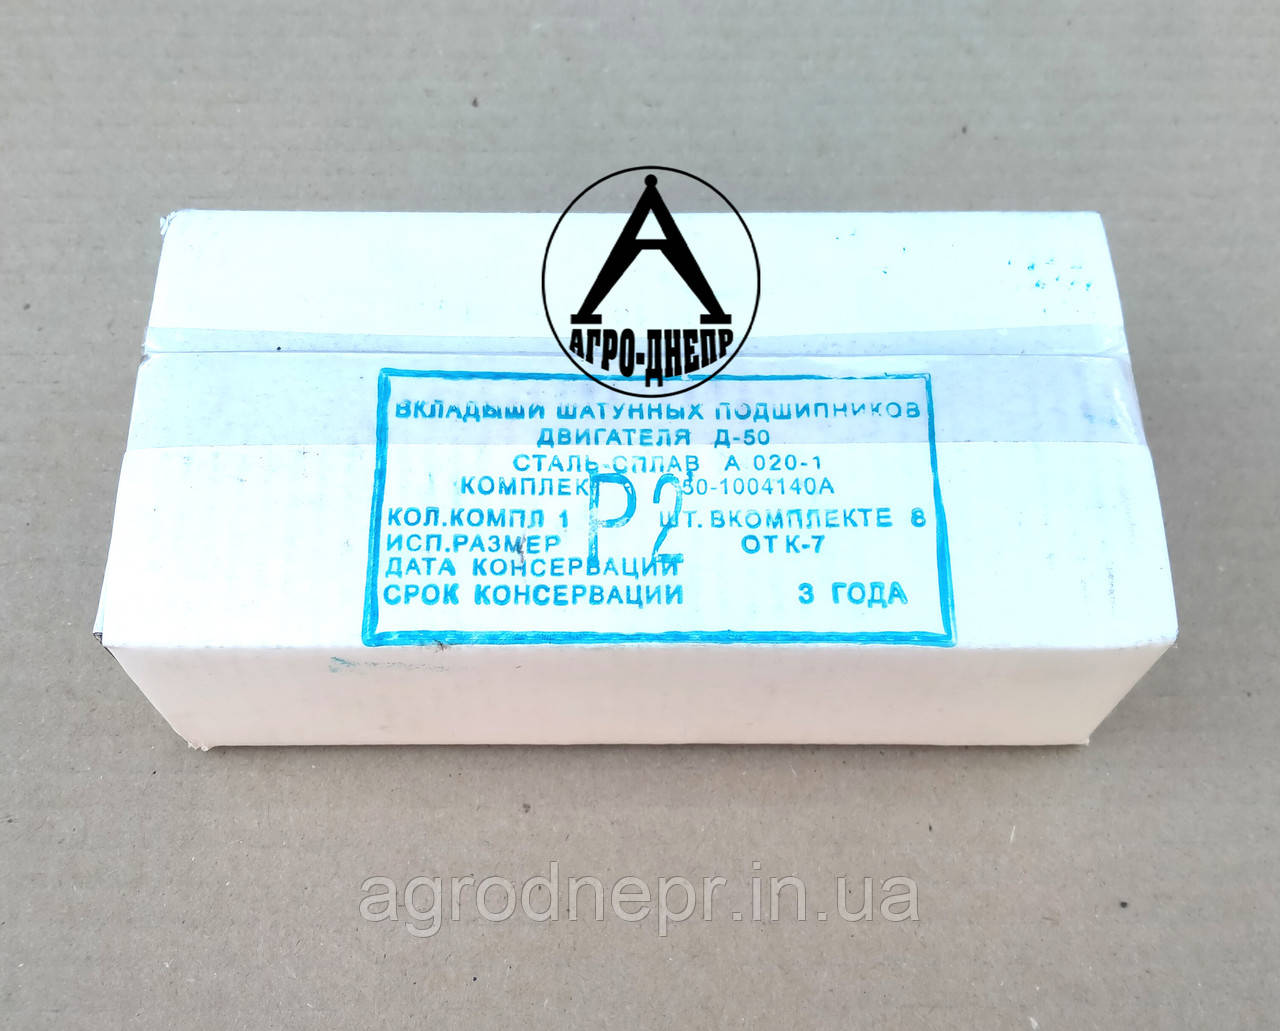 А
АГРО-ДНЕПР
ВКЛАДЫШИ ШАТУННЫХ ПОДШИПНИКОВ
ДВИГАТЕЛЯ Д-50
СТАЛЬ-СПЛАВ А 020-1
КОМПЛЕК 50-1004140А
Р2
КОЛ.КОМПЛ 1 ШТ. ВКОМПЛЕКТЕ 8
ИСП.РАЗМЕР ОТК-7
ДАТА КОНСЕРВАЦИИ
СРОК КОНСЕРВАЦИИ 3 ГОДА
agrodnepr.in.ua